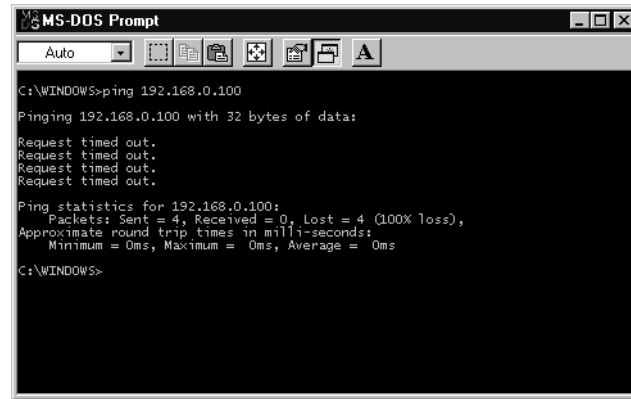 MS-DOS Prompt
Auto
A
C:\WINDOWS>ping 192.168.0.100
Pinging 192.168.0.100 with 32 bytes of data:
Request timed out.
Request timed out.
Request timed out.
Request timed out.
Ping statistics for 192.168.0.100:
    Packets: Sent = 4, Received = 0, Lost = 4 (100% loss),
Approximate round trip times in milli-seconds:
    Minimum = 0ms, Maximum =  0ms, Average =  0ms
C:\WINDOWS>